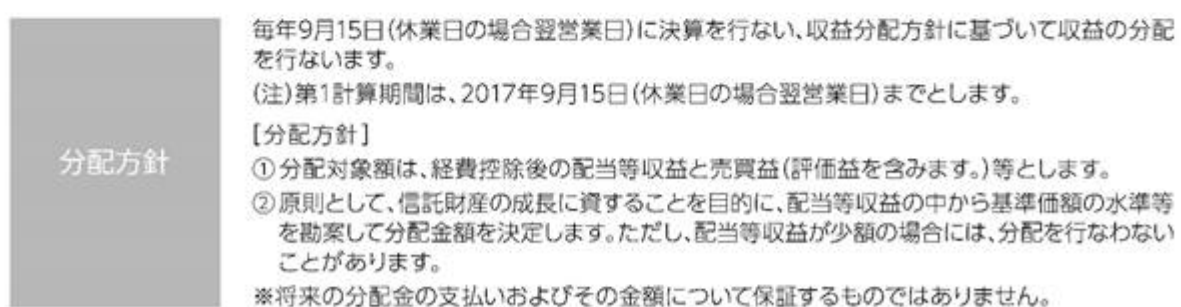 分配方針
毎年9月15日(休業日の場合翌営業日)に決算を行ない、収益分配方針に基づいて収益の分配
を行ないます。
(注)第1計算期間は、2017年9月15日(休業日の場合翌営業日)までとします。
[分配方針]
①分配対象額は、経費控除後の配当等収益と売買益(評価益を含みます。)等とします。
②原則として、信託財産の成長に資することを目的に、配当等収益の中から基準価額の水準等
を勘案して分配金額を決定します。ただし、配当等収益が少額の場合には、分配を行なわない
ことがあります。
※将来の分配金の支払いおよびその金額について保証するものではありません。